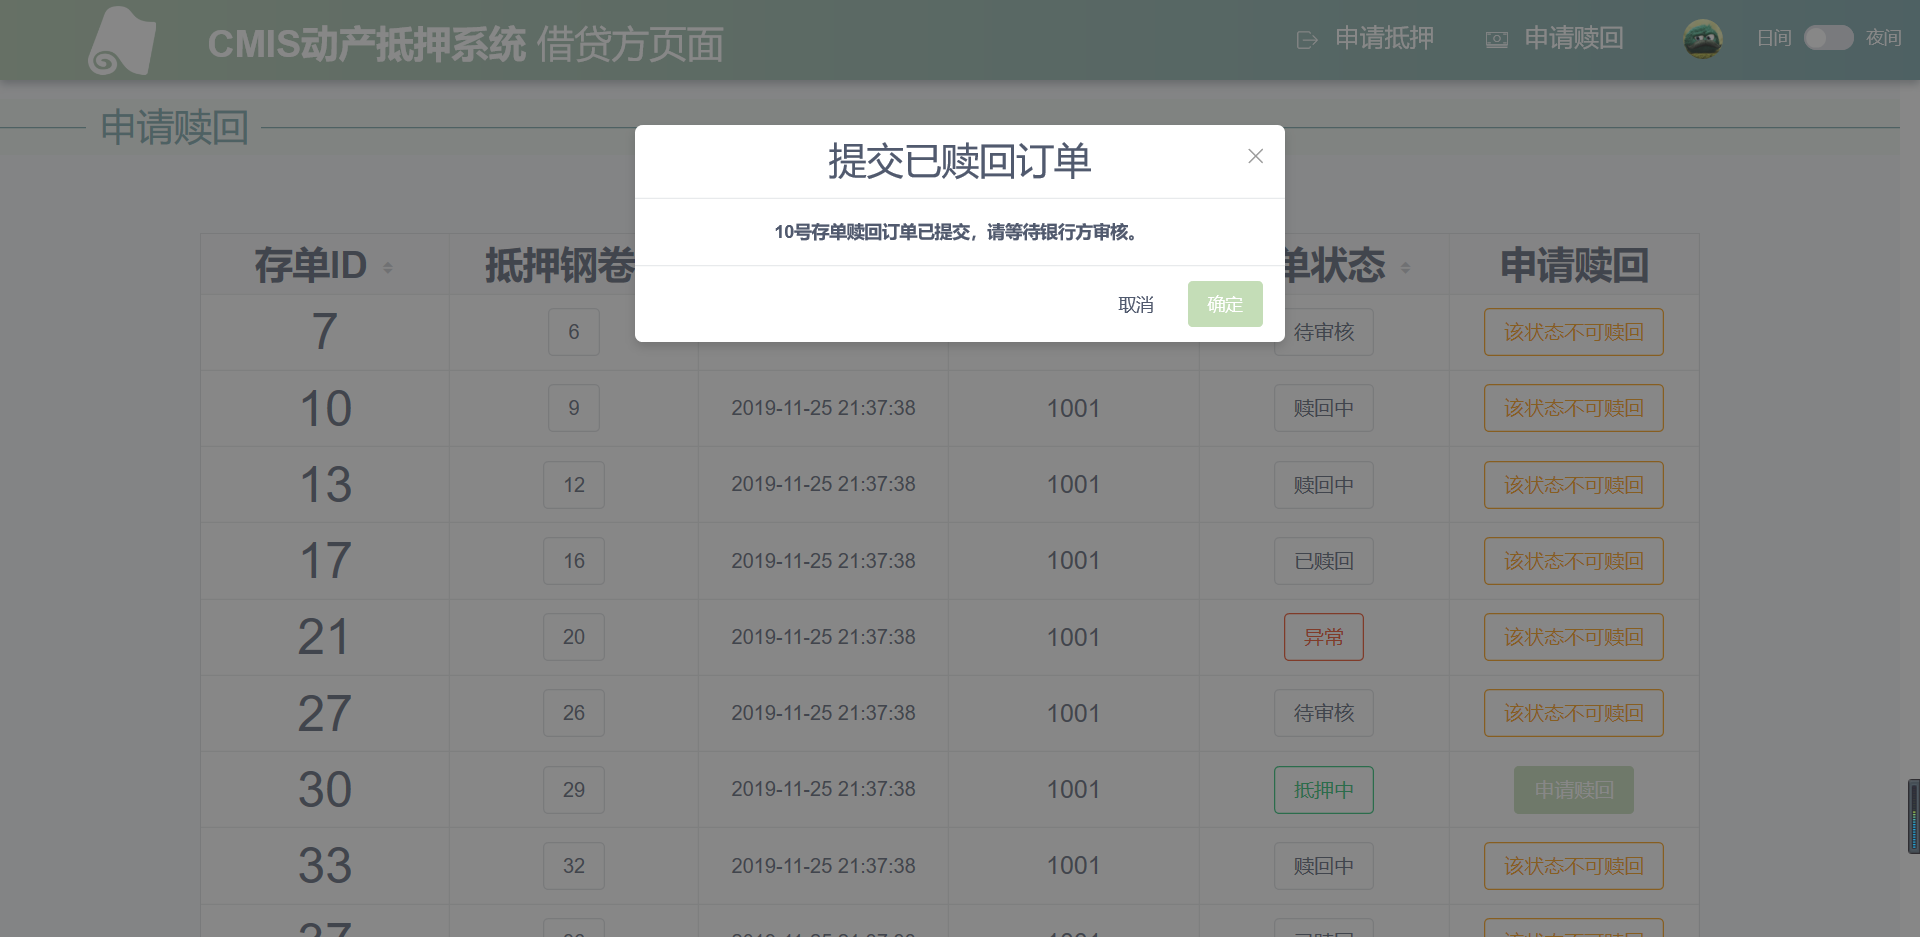 CMIS动产抵押系统 借贷方页面 申请抵押 申请赎回 日间 夜间
申请赎回
提交已赎回订单
10号存单赎回订单已提交，请等待银行方审核。
取消 确定
存单ID 抵押钢卷 单状态 申请赎回
7 6 待审核 该状态不可赎回
10 9 2019-11-25 21:37:38 1001 赎回中 该状态不可赎回
13 12 2019-11-25 21:37:38 1001 赎回中 该状态不可赎回
17 16 2019-11-25 21:37:38 1001 已赎回 该状态不可赎回
21 20 2019-11-25 21:37:38 1001 异常 该状态不可赎回
27 26 2019-11-25 21:37:38 1001 待审核 该状态不可赎回
30 29 2019-11-25 21:37:38 1001 抵押中 申请赎回
33 32 2019-11-25 21:37:38 1001 赎回中 该状态不可赎回